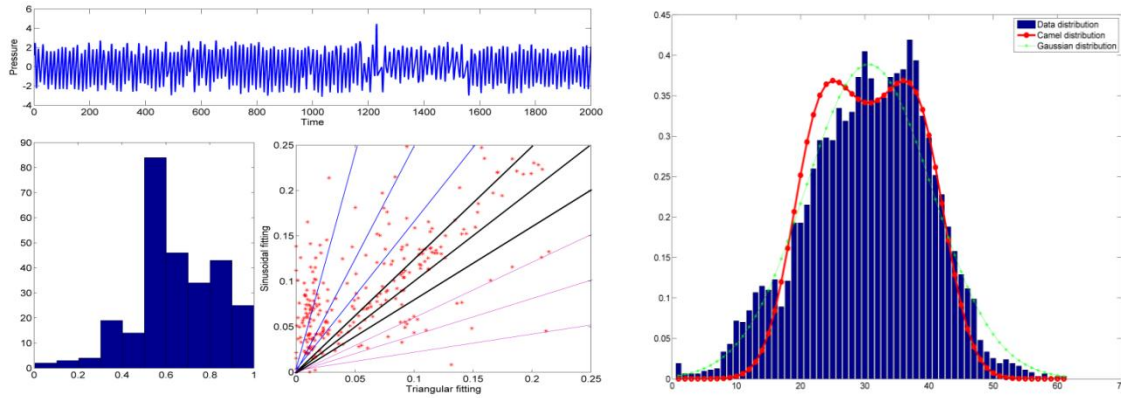 6
4
2
0
-2
-4
Pressure
0 200 400 600 800 1000 1200 1400 1600 1800 2000
Time
90
80
70
60
50
40
30
20
10
0
0 0.2 0.4 0.6 0.8 1
0.25
0.2
0.15
0.1
0.05
0
Sinusoidal fitting
0 0.05 0.1 0.15 0.2 0.25
Triangular fitting
0.45
0.4
0.35
0.3
0.25
0.2
0.15
0.1
0.05
0
0 10 20 30 40 50 60 70
Data distribution
Camel distribution
Gaussian distribution